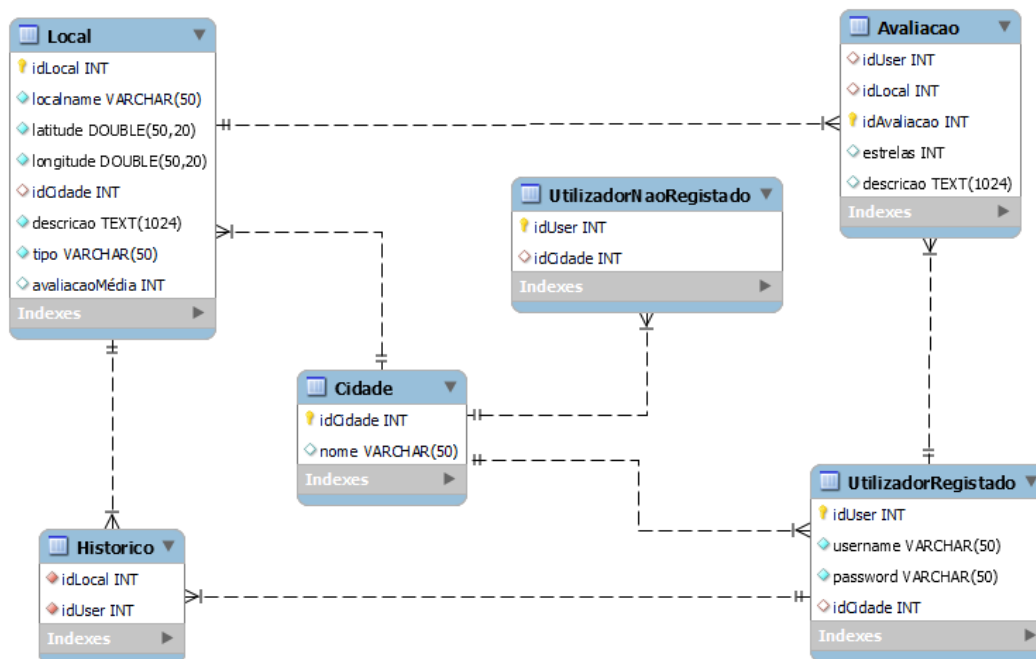 Local
idLocal INT
localname VARCHAR(50)
latitude DOUBLE(50,20)
longitude DOUBLE(50,20)
idCidade INT
descricao TEXT(1024)
tipo VARCHAR(50)
avaliacaoMédia INT
Indexes
Avaliacao
idUser INT
idLocal INT
idAvaliacao INT
estrelas INT
descricao TEXT(1024)
Indexes
UtilizadorNaoRegistado
idUser INT
idCidade INT
Indexes
Cidade
idCidade INT
nome VARCHAR(50)
Indexes
UtilizadorRegistado
idUser INT
username VARCHAR(50)
password VARCHAR(50)
idCidade INT
Indexes
Historico
idLocal INT
idUser INT
Indexes